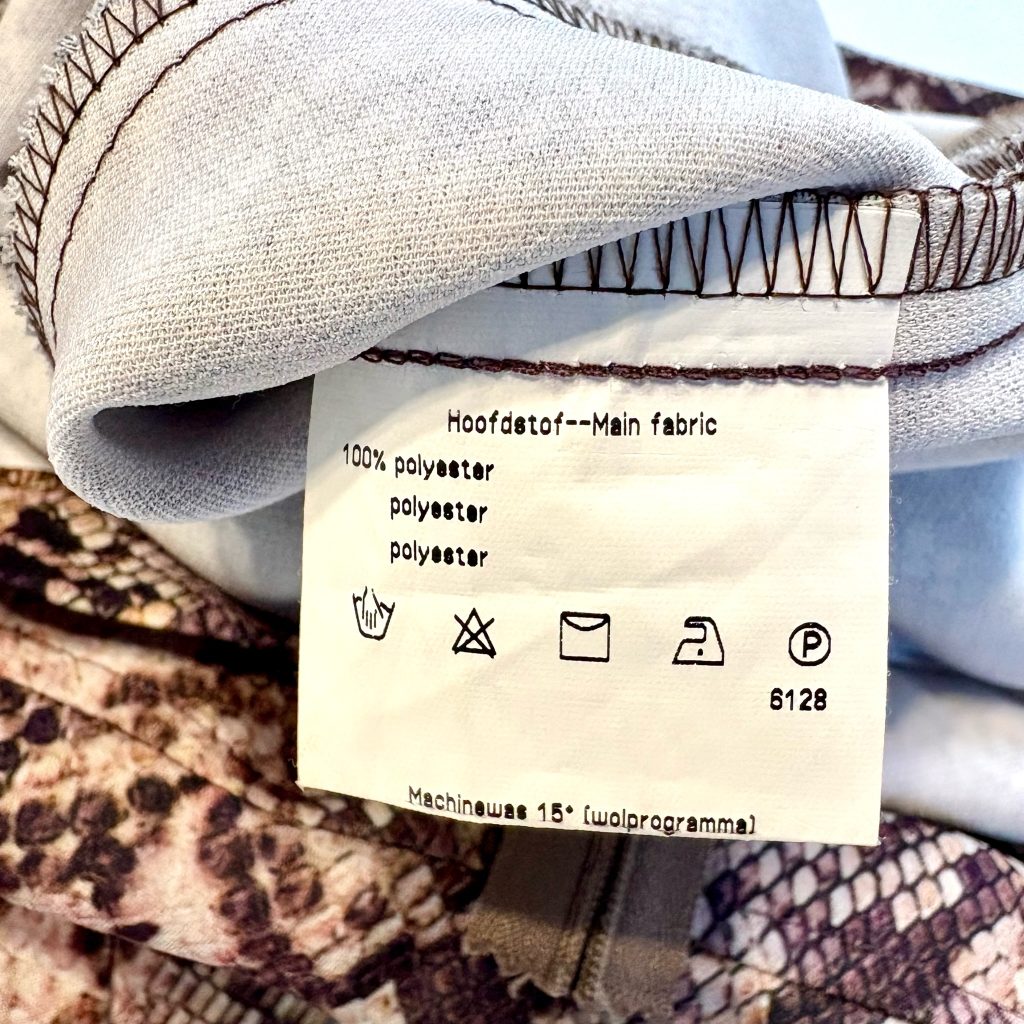 Hoofdstof--Main fabric
100% polyester
polyester
polyester
P
6128
Machinewas 15° (wolprogramma)